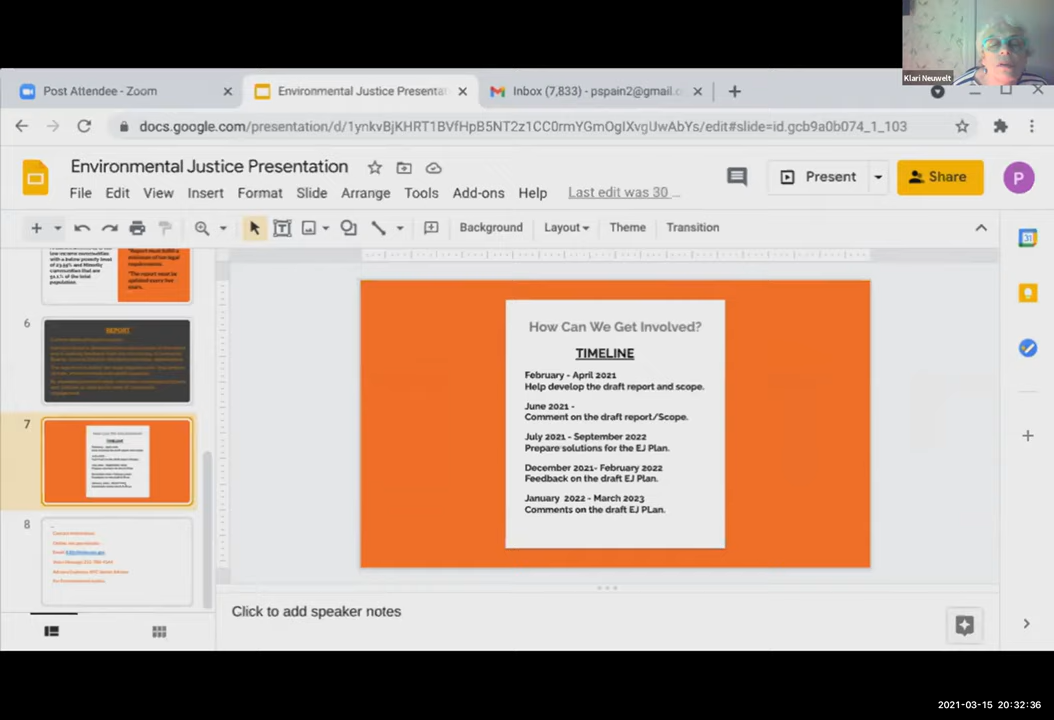 Klari Neuwelt
Post Attendee - Zoom
Environmental Justice Presenta
Inbox (7,833) - pspain2@gmail.c
docs.google.com/presentation/d/1ynkvBjKHRT1BVfHpB5NT2z1CC0rmYGmOgIXvgUwAbYs/edit#slide=id.gcb9a0b074_1_103
Environmental Justice Presentation
File Edit View Insert Format Slide Arrange Tools Add-ons Help Last edit was 30 ...
Present
Share
P
Background Layout Theme Transition
31
6
REPORT
7
8
How Can We Get Involved?
TIMELINE
February - April 2021
Help develop the draft report and scope.
June 2021 -
Comment on the draft report/Scope.
July 2021 - September 2022
Prepare solutions for the EJ Plan.
December 2021- February 2022
Feedback on the draft EJ Plan.
January 2022 - March 2023
Comments on the draft EJ PLan.
Click to add speaker notes
2021-03-15 20:32:36